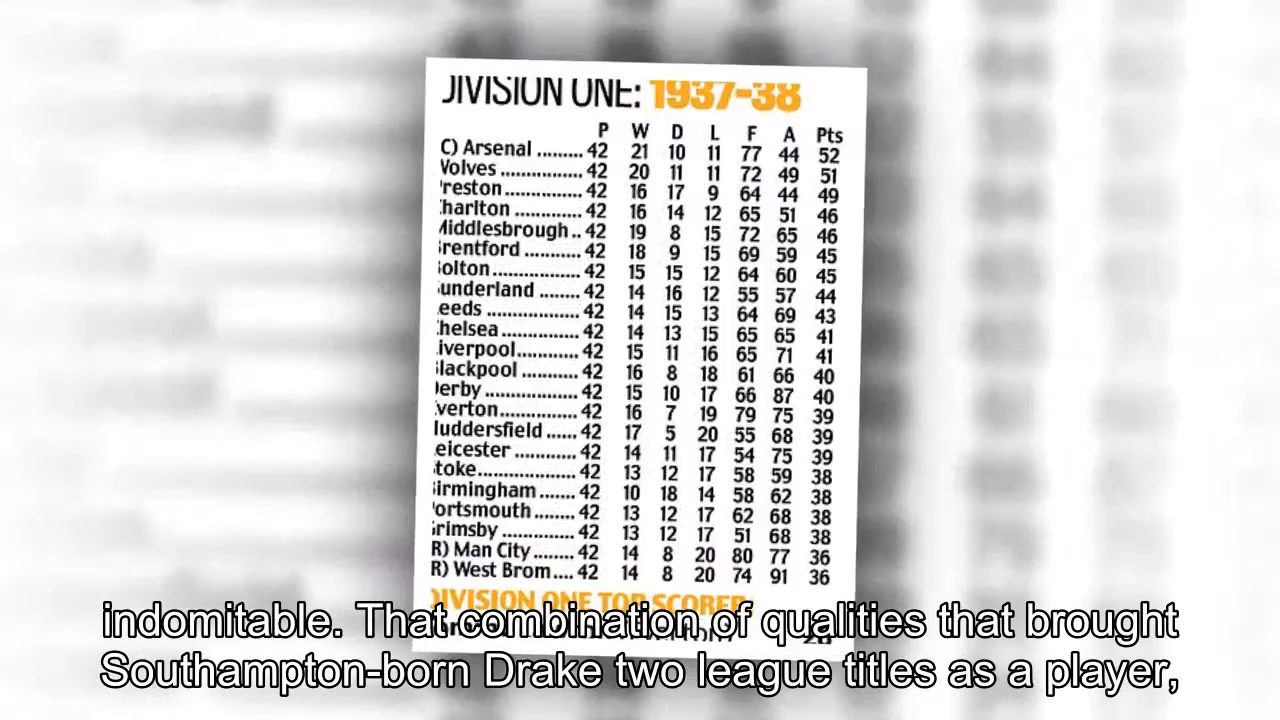 DIVISION ONE: 1937-38
P W D L F A Pts
C) Arsenal ......... 42 21 10 11 77 44 52
Wolves ................ 42 20 11 11 72 49 51
Preston ............... 42 16 17 9 64 44 49
Charlton .............. 42 16 14 12 65 51 46
Middlesbrough .. 42 19 8 15 72 65 46
Brentford ........... 42 18 9 15 69 59 45
Bolton ................. 42 15 15 12 64 60 45
Sunderland ........ 42 14 16 12 55 57 44
Leeds .................. 42 14 15 13 64 69 43
Chelsea ............... 42 14 13 15 65 65 41
Liverpool ............ 42 15 11 16 65 71 41
Blackpool ........... 42 16 8 18 61 66 40
Derby .................. 42 15 10 17 66 87 40
Everton ............... 42 16 7 19 79 75 39
Huddersfield ...... 42 17 5 20 55 68 39
Leicester ............. 42 14 11 17 54 75 39
Stoke ................... 42 13 12 17 58 59 38
Birmingham ....... 42 10 18 14 58 62 38
Portsmouth ........ 42 13 12 17 62 68 38
Grimsby .............. 42 13 12 17 51 68 38
R) Man City ........ 42 14 8 20 80 77 36
R) West Brom .... 42 14 8 20 74 91 36
DIVISION ONE TOP SCORER
indomitable. That combination of qualities that brought
Southampton-born Drake two league titles as a player,